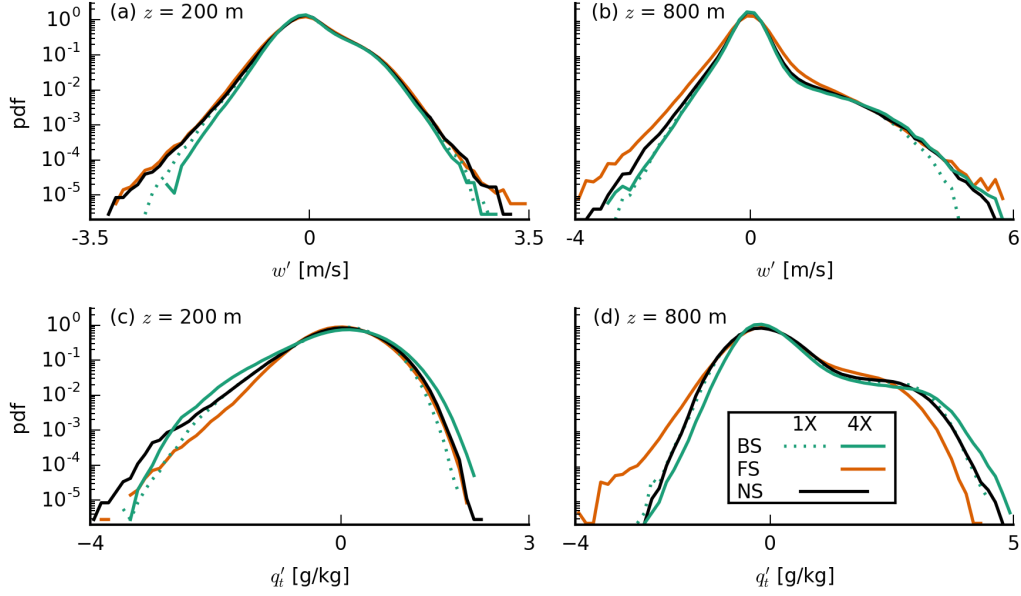 (a) z = 200 m
(b) z = 800 m
pdf
10⁰
10⁻¹
10⁻²
10⁻³
10⁻⁴
10⁻⁵
-3.5 0 3.5
-4 0 6
w′ [m/s]
w′ [m/s]
(c) z = 200 m
(d) z = 800 m
pdf
10⁰
10⁻¹
10⁻²
10⁻³
10⁻⁴
10⁻⁵
1X 4X
BS
FS
NS
−4 0 3
−4 0 5
q′ₜ [g/kg]
q′ₜ [g/kg]